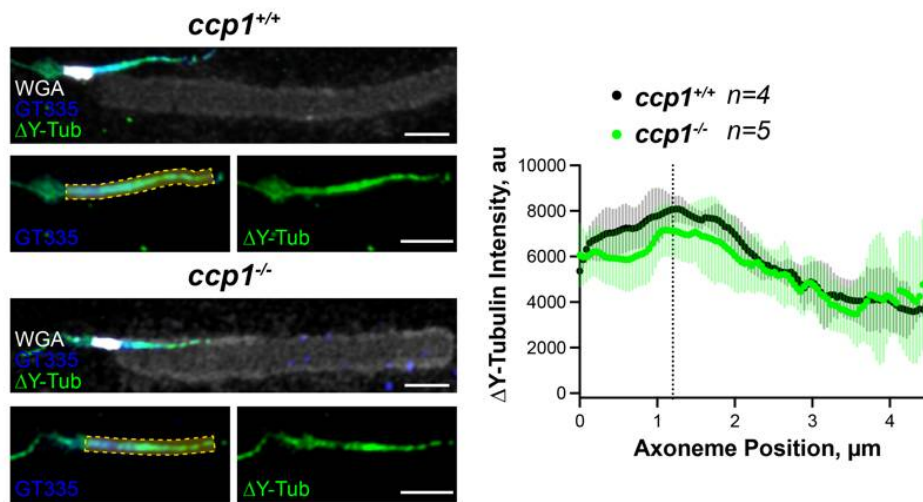 ccp1+/+
WGA
GT335
ΔY-Tub
GT335
ΔY-Tub
ccp1-/-
WGA
GT335
ΔY-Tub
GT335
ΔY-Tub
ccp1+/+ n=4
ccp1-/- n=5
ΔY-Tubulin Intensity, au
10000
8000
6000
4000
2000
0
0 1 2 3 4
Axoneme Position, µm